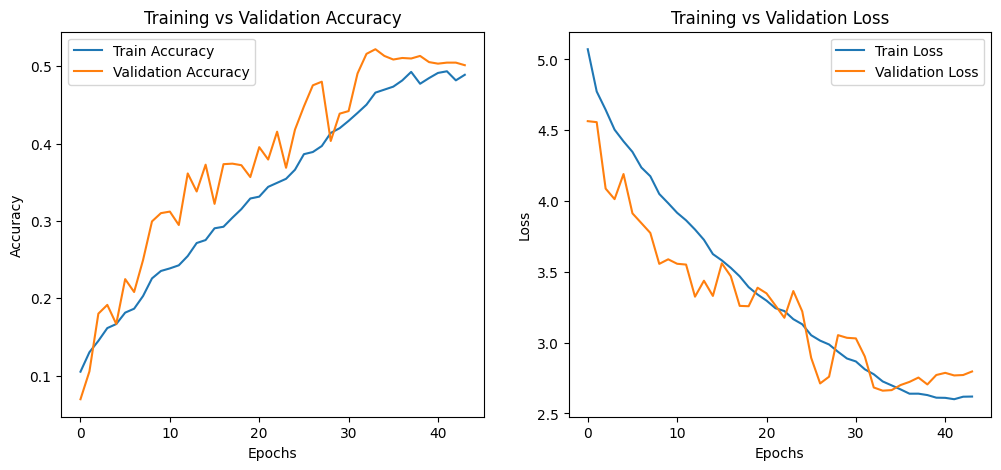 Training vs Validation Accuracy
Train Accuracy
Validation Accuracy
0.5
0.4
0.3
0.2
0.1
Accuracy
0
10
20
30
40
Epochs
Training vs Validation Loss
Train Loss
Validation Loss
5.0
4.5
4.0
3.5
3.0
2.5
Loss
0
10
20
30
40
Epochs